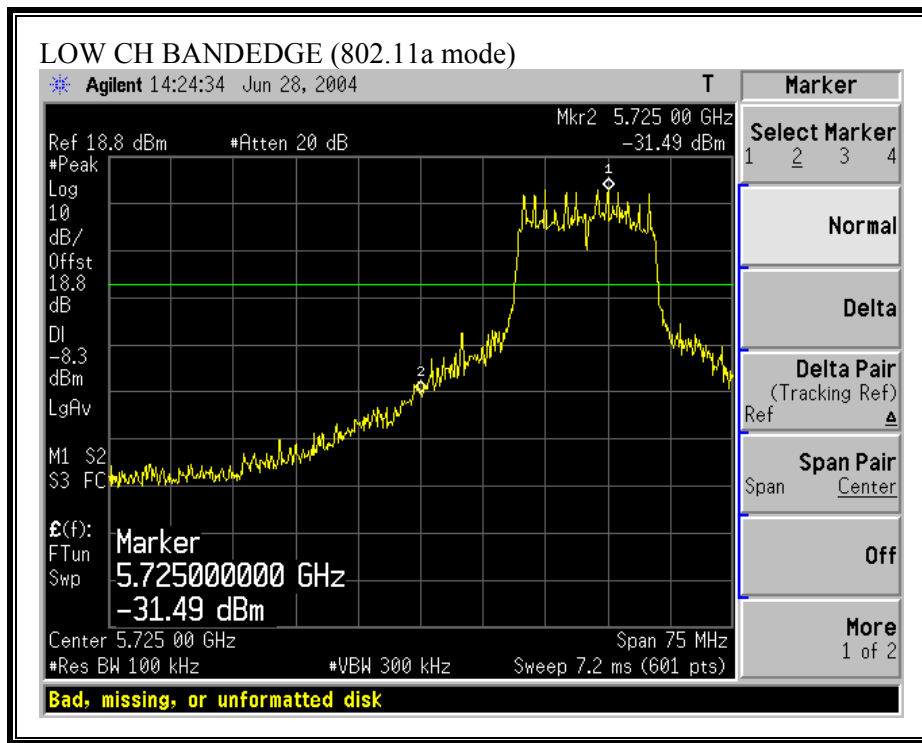 LOW CH BANDEDGE (802.11a mode)
Agilent 14:24:34 Jun 28, 2004 T
Mkr2 5.725 00 GHz
Ref 18.8 dBm #Atten 20 dB -31.49 dBm
#Peak
Log
10
dB/
Offst
18.8
dB
DI
-8.3
dBm
LgAv
M1 S2
S3 FC
£(f):
FTun
Swp
1
2
Marker
5.725000000 GHz
-31.49 dBm
Center 5.725 00 GHz Span 75 MHz
#Res BW 100 kHz #VBW 300 kHz Sweep 7.2 ms (601 pts)
Bad, missing, or unformatted disk
Marker
Select Marker
1 2 3 4
Normal
Delta
Delta Pair
(Tracking Ref)
Ref Δ
Span Pair
Span Center
Off
More
1 of 2